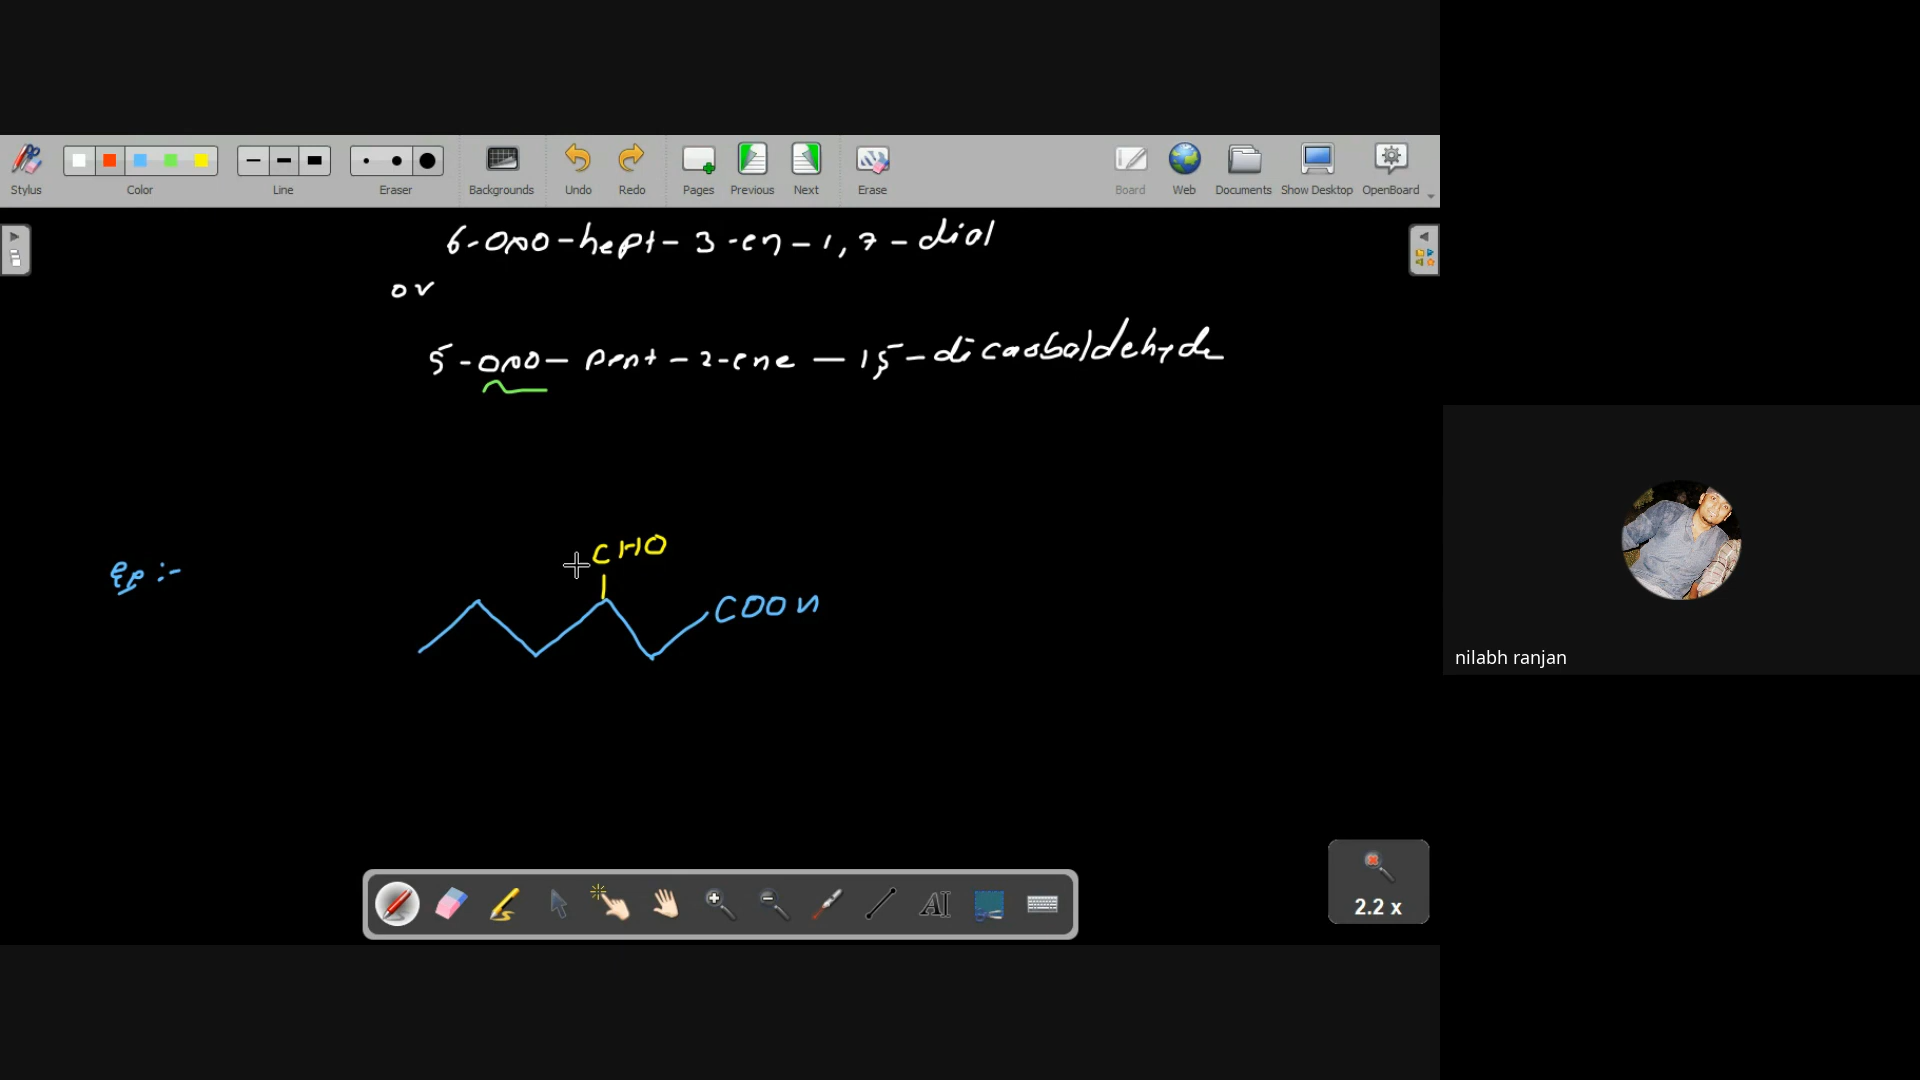 Stylus
Color
Line
Eraser
Backgrounds
Undo
Redo
Pages
Previous
Next
Erase
Board
Web
Documents
Show Desktop
OpenBoard
6-oxo-hept-3-en-1,7-dial
or
5-oxo-pent-2-ene-1,5-dicarbaldehyde
CHO
Ex:-
COOH
nilabh ranjan
2.2 x